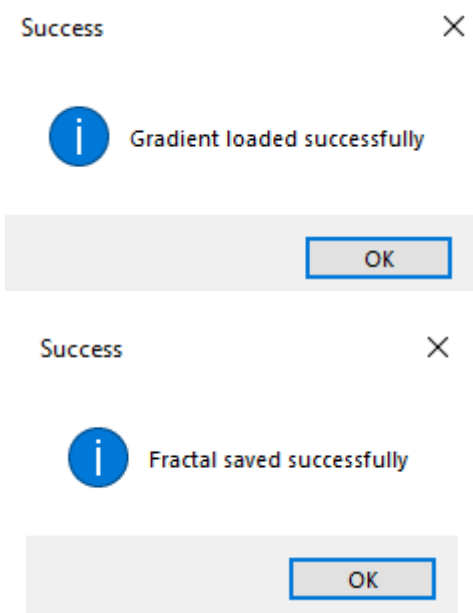 Success
Gradient loaded successfully
OK
Success
Fractal saved successfully
OK